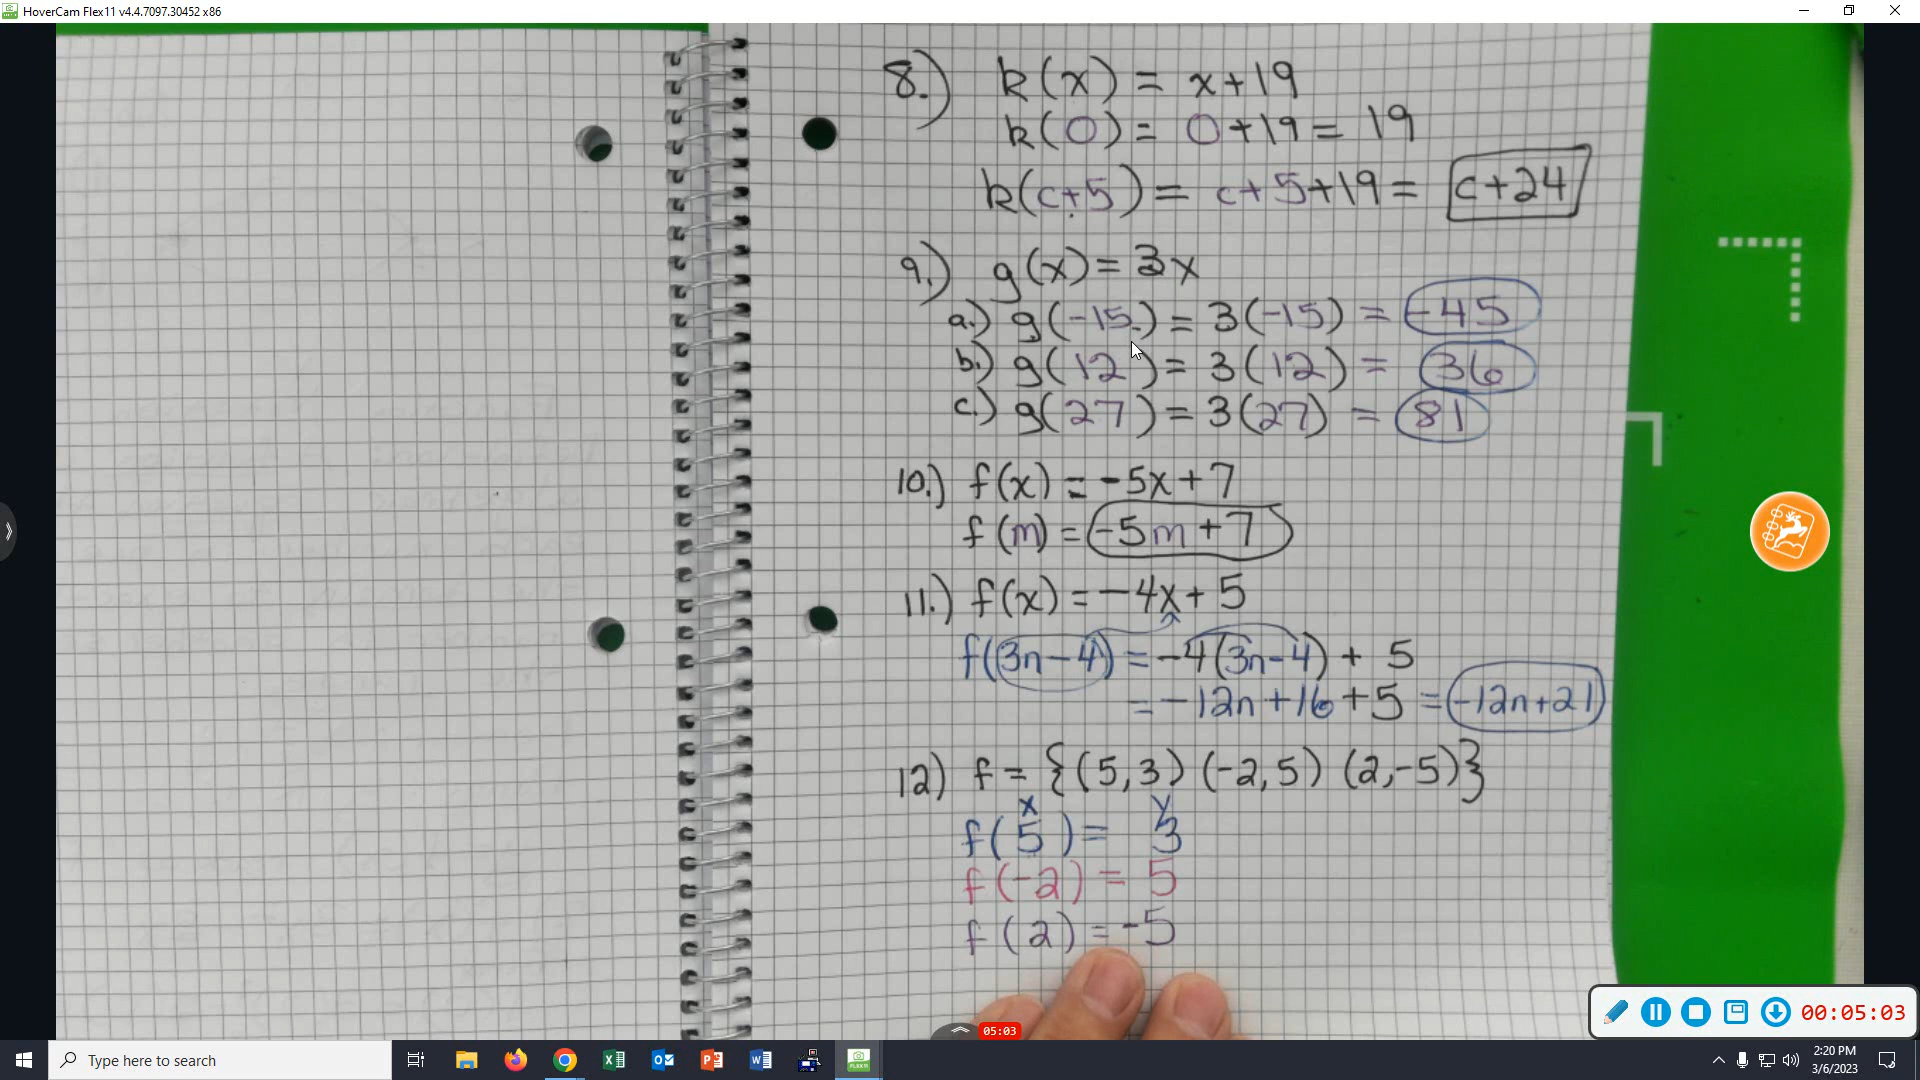 HoverCam Flex11 v4.4.7097.30452 x86
8.) k(x) = x+19
k(0) = 0+19 = 19
k(c+5) = c+5+19 = c+24
9.) g(x) = 3x
a.) g(-15) = 3(-15) = -45
b.) g(12) = 3(12) = 36
c.) g(27) = 3(27) = 81
10.) f(x) = -5x+7
f(m) = -5m+7
11.) f(x) = -4x+5
f(3n-4) = -4(3n-4) + 5
= -12n+16+5 = -12n+21
12) f = {(5,3) (-2,5) (2,-5)}
x y
f(5) = 3
f(-2) = 5
f(2) = -5
00:05:03
05:03
Type here to search
2:20 PM
3/6/2023